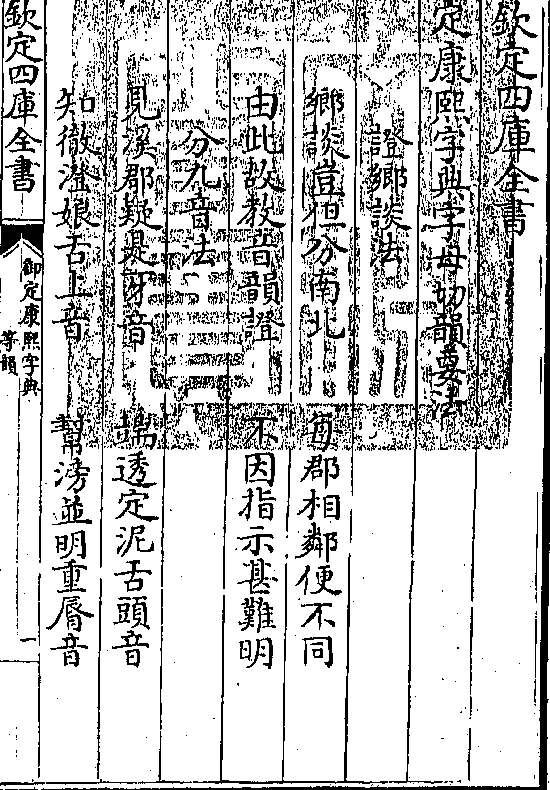 欽定四庫全書
定康熙字典字母切韻要法
證鄉談法
鄉談豈但分南北 每郡相鄰便不同
由此故教音韻證 不因指示甚難明
分九音法
見溪郡疑是牙音 端透定泥舌頭音
知徹澄娘舌上音 幫滂並明重脣音
欽定四庫全書
御定康熙字典
等韻
一